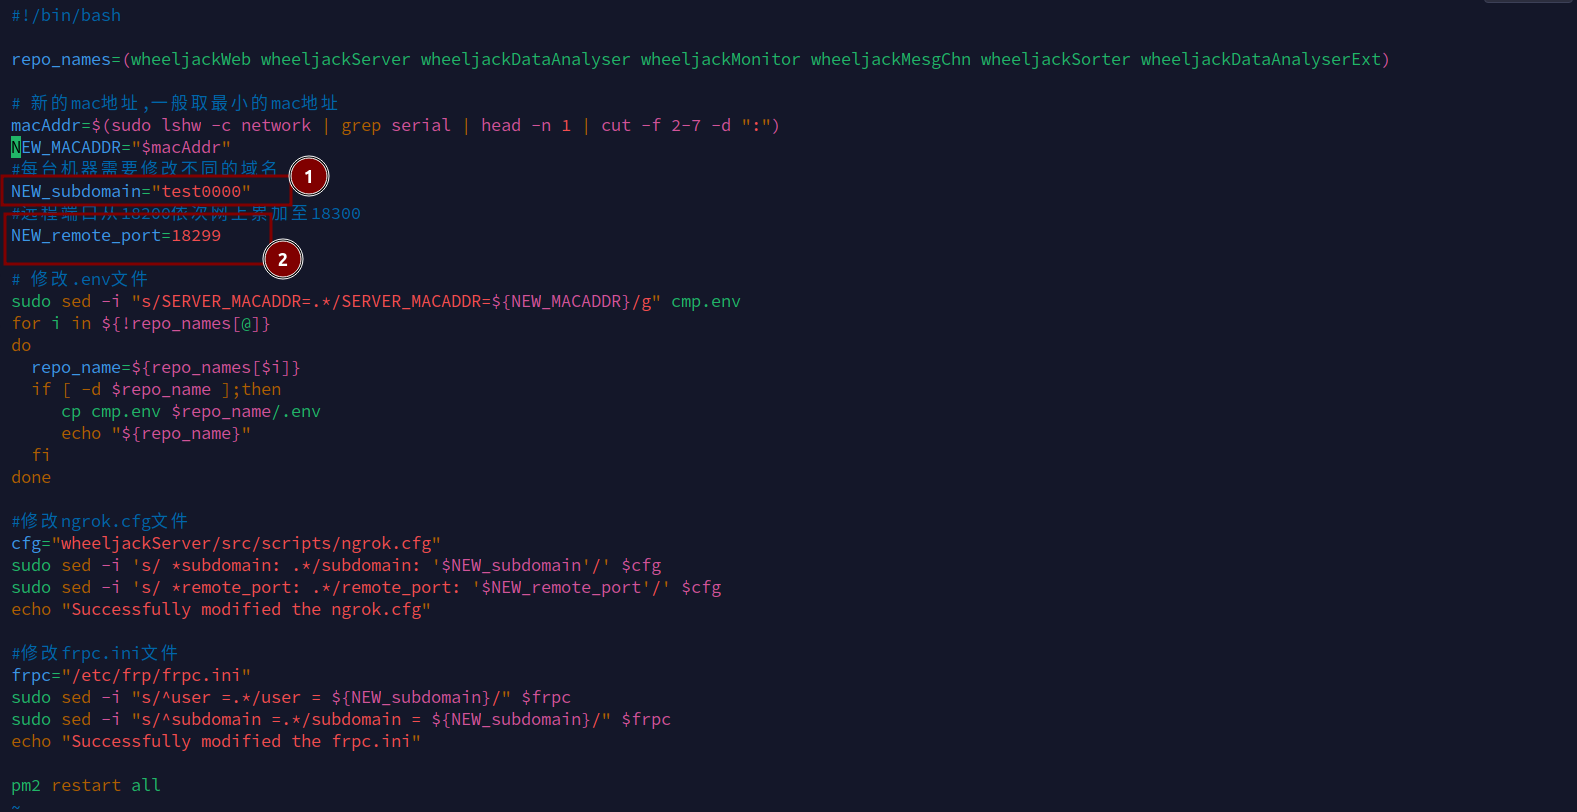 #!/bin/bash
repo_names=(wheeljackWeb wheeljackServer wheeljackDataAnalyser wheeljackMonitor wheeljackMesgChn wheeljackSorter wheeljackDataAnalyserExt)
# 新的mac地址,一般取最小的mac地址
macAddr=$(sudo lshw -c network | grep serial | head -n 1 | cut -f 2-7 -d ":")
NEW_MACADDR="$macAddr"
#每台机器需要修改不同的域名
1
NEW_subdomain="test0000"
#远程端口从18200依次网上累加至18300
NEW_remote_port=18299
2
# 修改.env文件
sudo sed -i "s/SERVER_MACADDR=.*/SERVER_MACADDR=${NEW_MACADDR}/g" cmp.env
for i in ${!repo_names[@]}
do
  repo_name=${repo_names[$i]}
  if [ -d $repo_name ];then
     cp cmp.env $repo_name/.env
     echo "${repo_name}"
  fi
done
#修改ngrok.cfg文件
cfg="wheeljackServer/src/scripts/ngrok.cfg"
sudo sed -i 's/ *subdomain: .*/subdomain: '$NEW_subdomain'/' $cfg
sudo sed -i 's/ *remote_port: .*/remote_port: '$NEW_remote_port'/' $cfg
echo "Successfully modified the ngrok.cfg"
#修改frpc.ini文件
frpc="/etc/frp/frpc.ini"
sudo sed -i "s/^user =.*/user = ${NEW_subdomain}/" $frpc
sudo sed -i "s/^subdomain =.*/subdomain = ${NEW_subdomain}/" $frpc
echo "Successfully modified the frpc.ini"
pm2 restart all
~